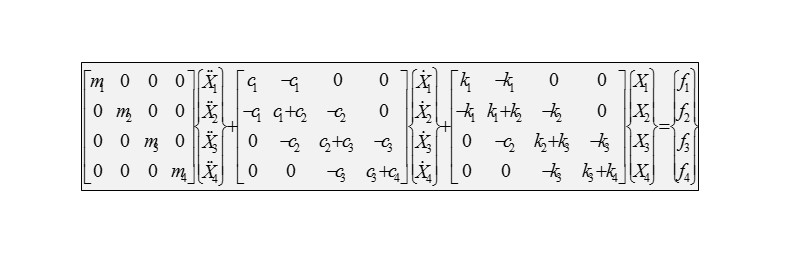 [m₁ 0 0 0]{Ẍ₁} [c₁ −c₁ 0 0]{Ẋ₁} [k₁ −k₁ 0 0]{X₁} {f₁}
[0 m₂ 0 0]{Ẍ₂}+[−c₁ c₁+c₂ −c₂ 0]{Ẋ₂}+[−k₁ k₁+k₂ −k₂ 0]{X₂}={f₂}
[0 0 m₃ 0]{Ẍ₃} [0 −c₂ c₂+c₃ −c₃]{Ẋ₃} [0 −c₂ k₂+k₃ −k₃]{X₃} {f₃}
[0 0 0 m₄]{Ẍ₄} [0 0 −c₃ c₃+c₄]{Ẋ₄} [0 0 −k₃ k₃+k₄]{X₄} {f₄}